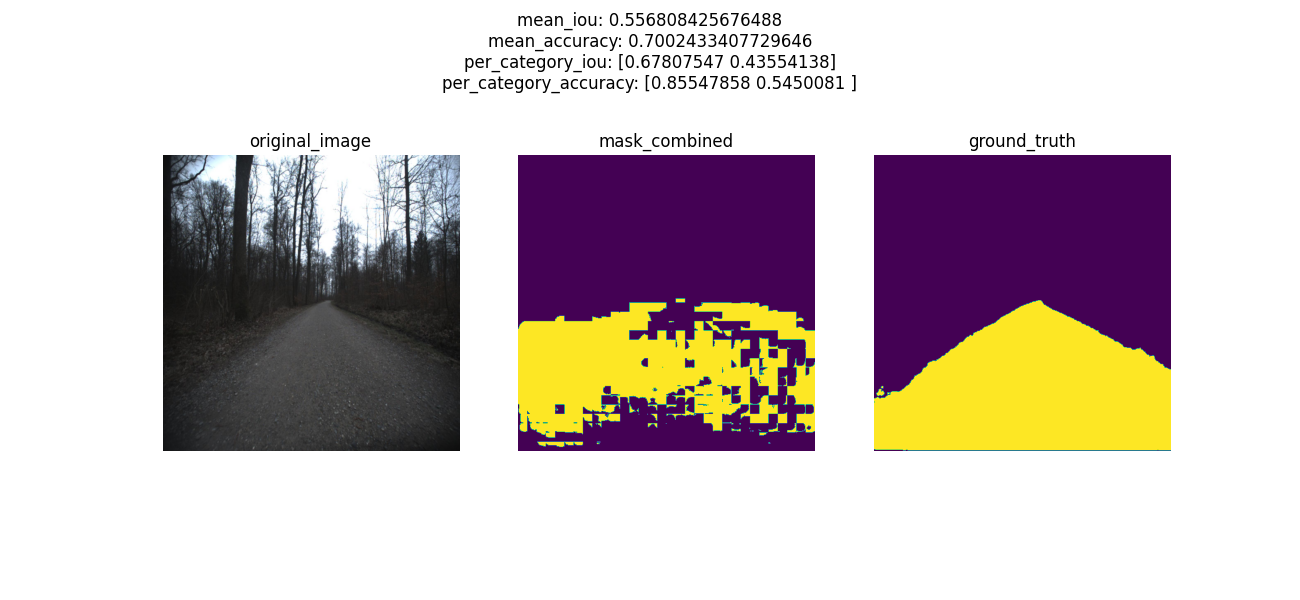 mean_iou: 0.556808425676488
mean_accuracy: 0.7002433407729646
per_category_iou: [0.67807547 0.43554138]
per_category_accuracy: [0.85547858 0.5450081 ]
original_image
mask_combined
ground_truth